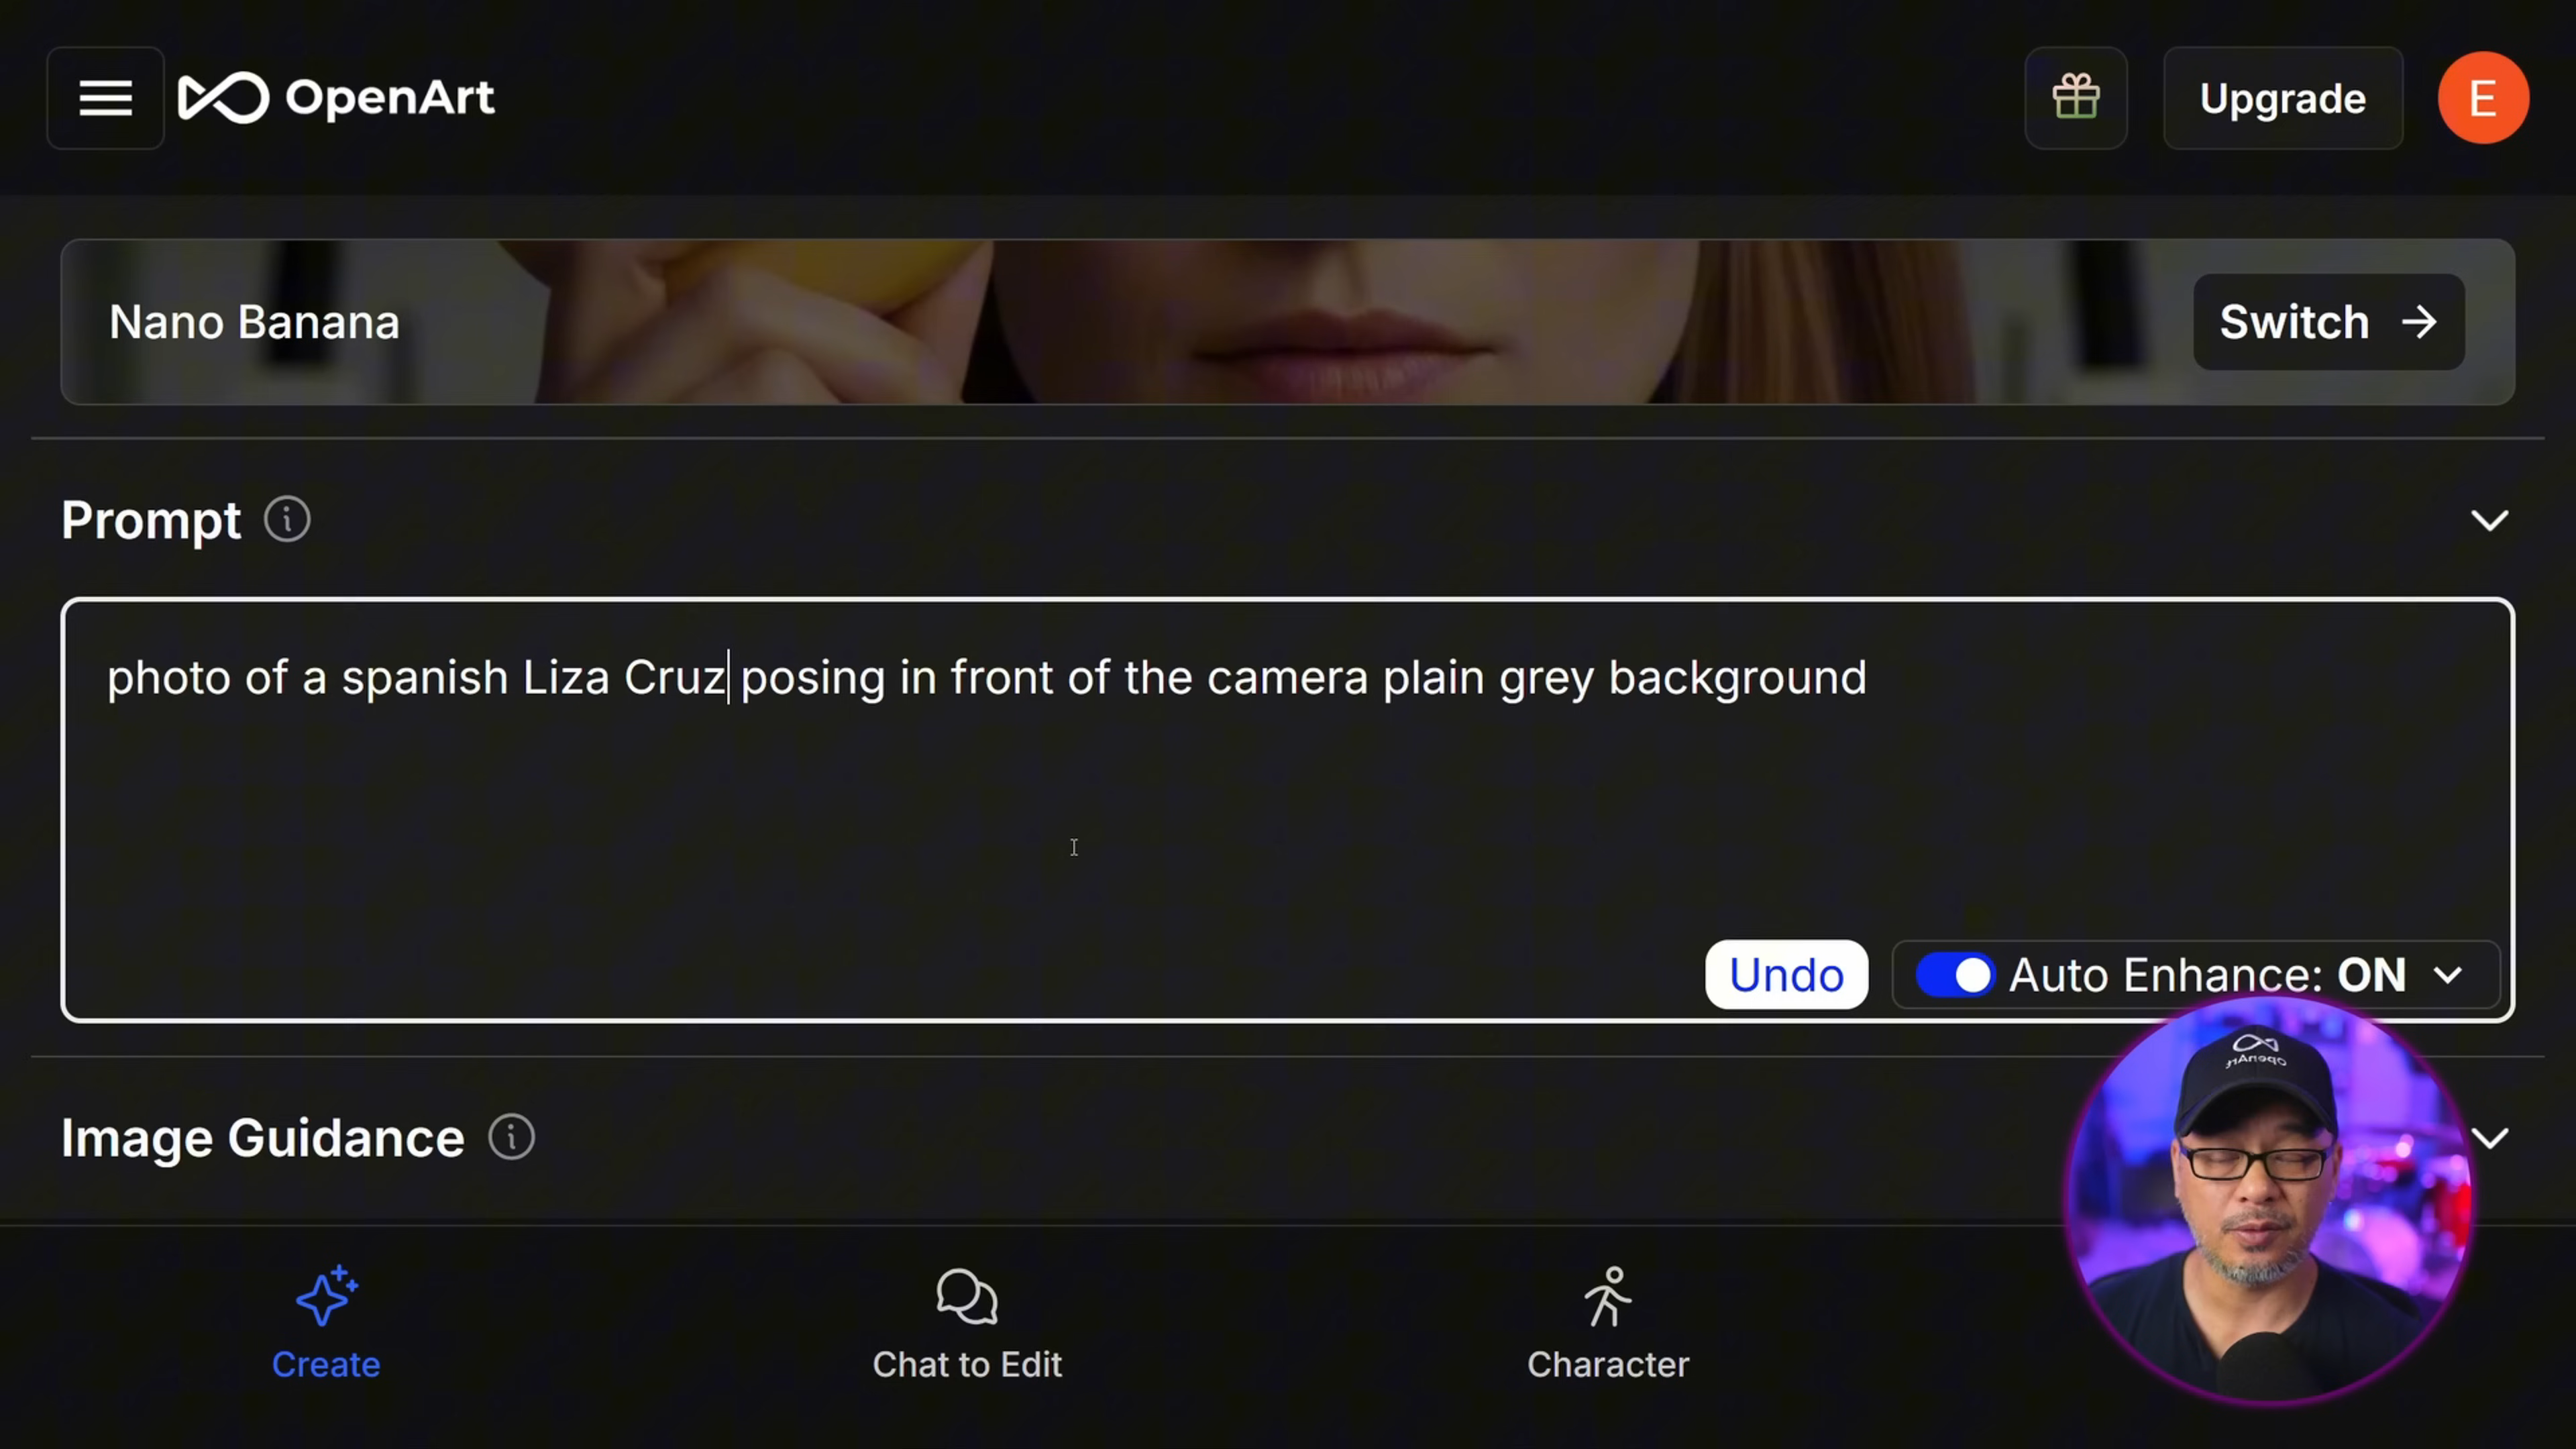 OpenArt
Upgrade
E
Nano Banana
Switch
Prompt
photo of a spanish Liza Cruz posing in front of the camera plain grey background
Undo
Auto Enhance: ON
OpenArt
Image Guidance
Create
Chat to Edit
Character